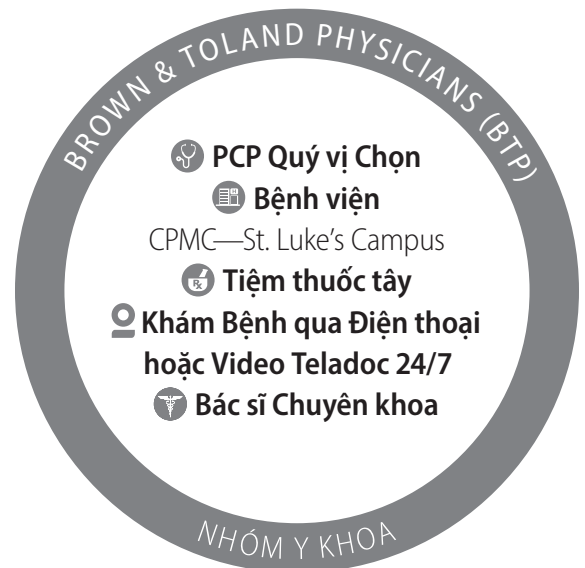 BROWN & TOLAND PHYSICIANS (BTP)
PCP Quý vị Chọn
Bệnh viện
CPMC—St. Luke's Campus
Tiệm thuốc tây
Khám Bệnh qua Điện thoại
hoặc Video Teladoc 24/7
Bác sĩ Chuyên khoa
NHÓM Y KHOA